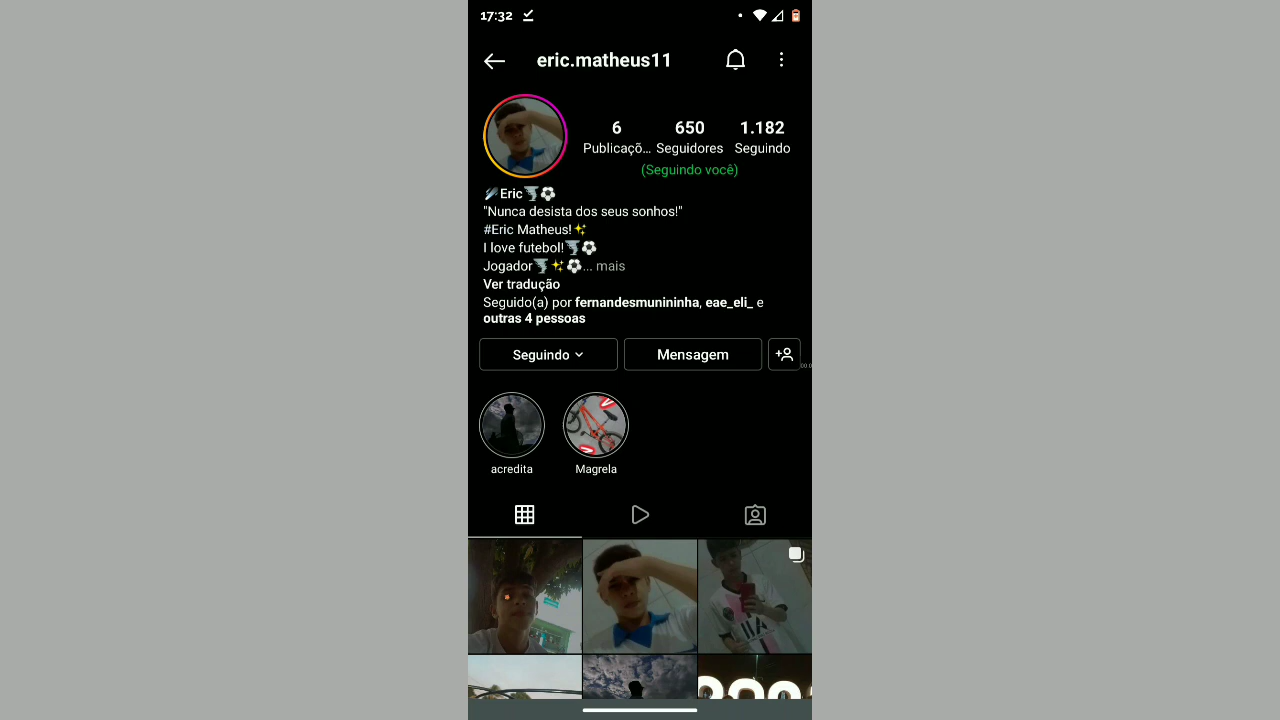 17:32
eric.matheus11
6 650 1.182
Publicaçõ... Seguidores Seguindo
(Seguindo você)
Eric
"Nunca desista dos seus sonhos!"
#Eric Matheus!✨
I love futebol!🌪⚽
Jogador🌪✨⚽... mais
Ver tradução
Seguido(a) por fernandesmunininha, eae_eli_ e
outras 4 pessoas
Seguindo
Mensagem
acredita
Magrela